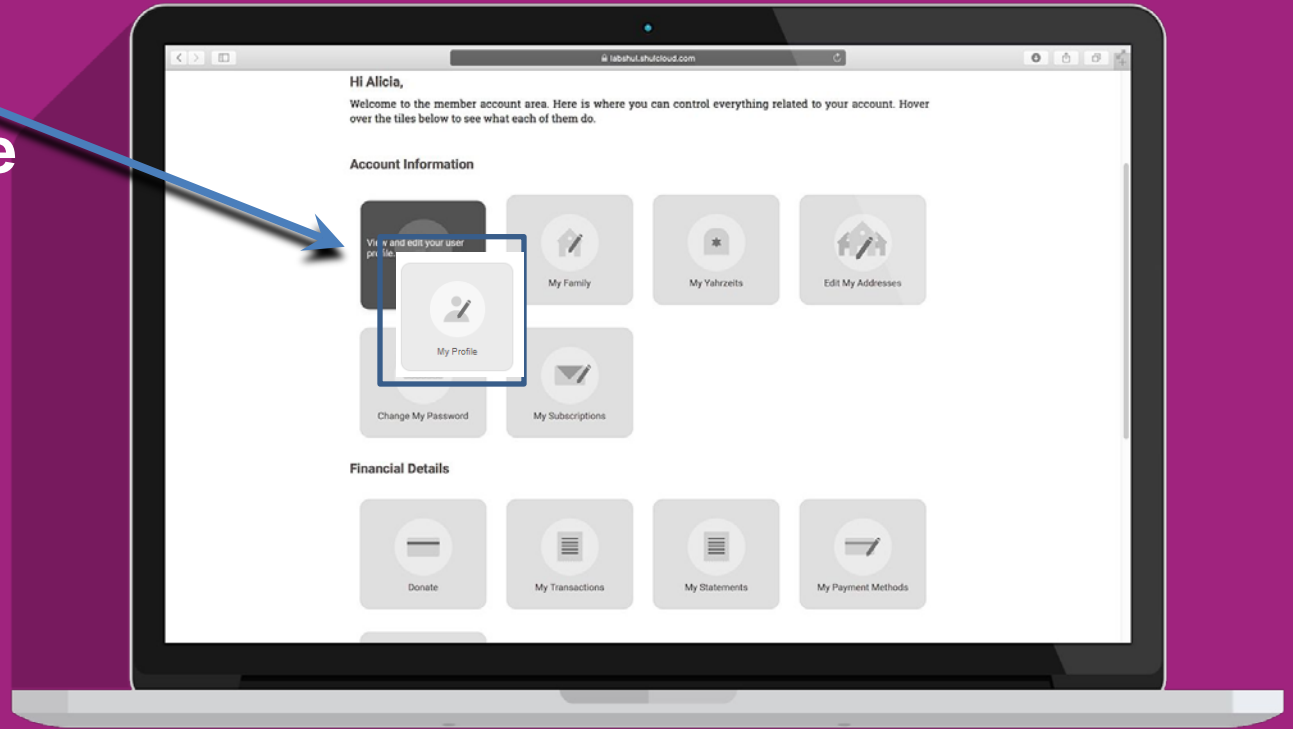 labshul.shulcloud.com
Hi Alicia,
Welcome to the member account area. Here is where you can control everything related to your account. Hover
over the tiles below to see what each of them do.
e
Account Information
View and edit your user
profile.
My Profile
My Family
My Yahrzeits
Edit My Addresses
Change My Password
My Subscriptions
Financial Details
Donate
My Transactions
My Statements
My Payment Methods